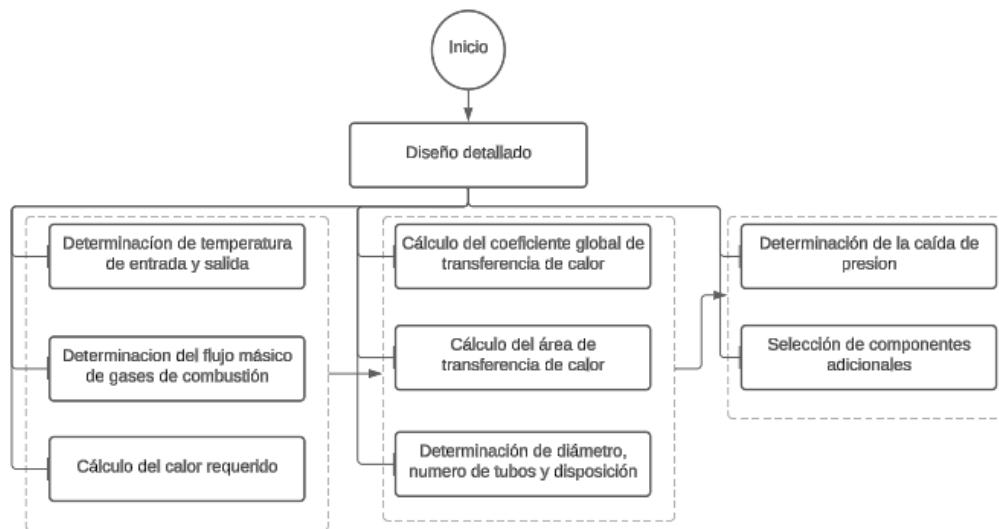 Inicio
Diseño detallado
Determinacíon de temperatura
de entrada y salida
Determinacion del flujo másico
de gases de combustión
Cálculo del calor requerido
Cálculo del coeficiente global de
transferencia de calor
Cálculo del área de
transferencia de calor
Determinación de diámetro,
numero de tubos y disposición
Determinación de la caída de
presion
Selección de componentes
adicionales